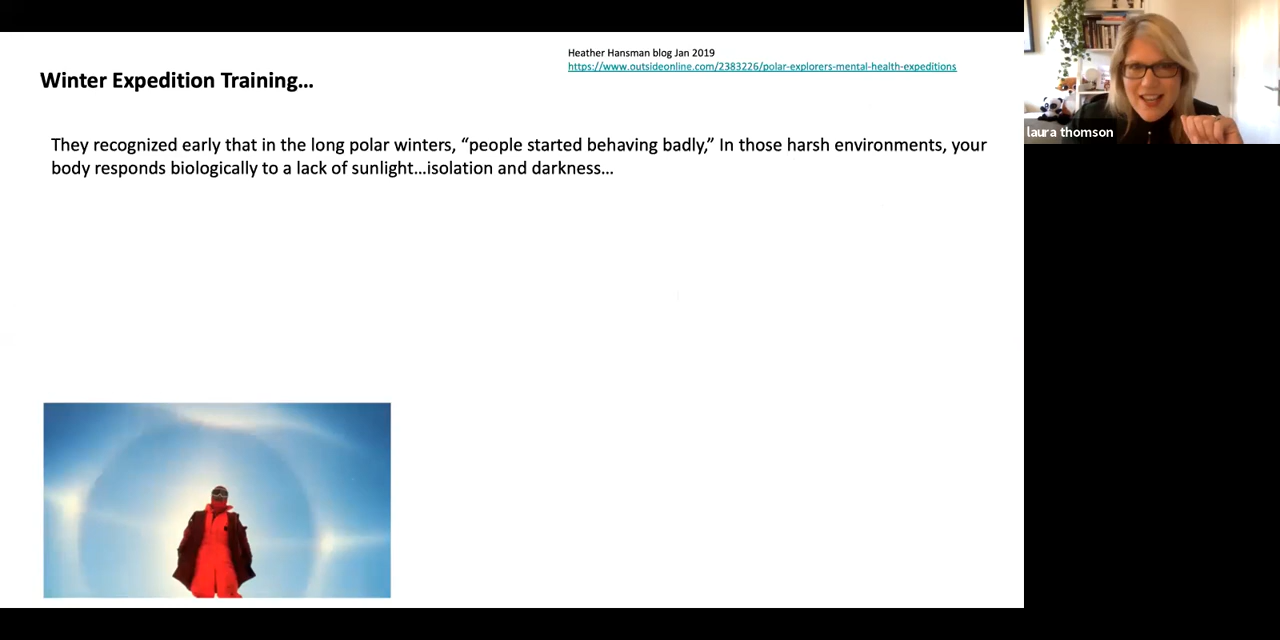 Heather Hansman blog Jan 2019
https://www.outsideonline.com/2383226/polar-explorers-mental-health-expeditions
Winter Expedition Training...
They recognized early that in the long polar winters, “people started behaving badly,” In those harsh environments, your
body responds biologically to a lack of sunlight...isolation and darkness...
laura thomson